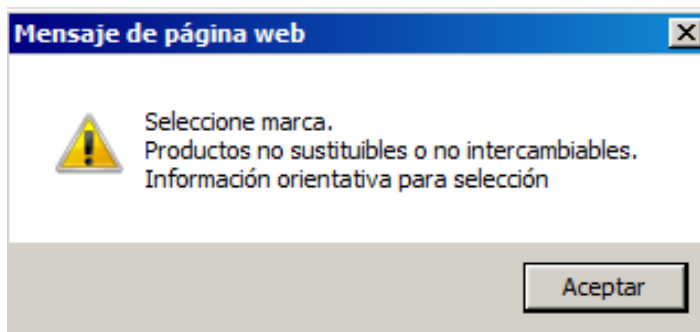 Mensaje de página web
Seleccione marca.
Productos no sustituibles o no intercambiables.
Información orientativa para selección
Aceptar